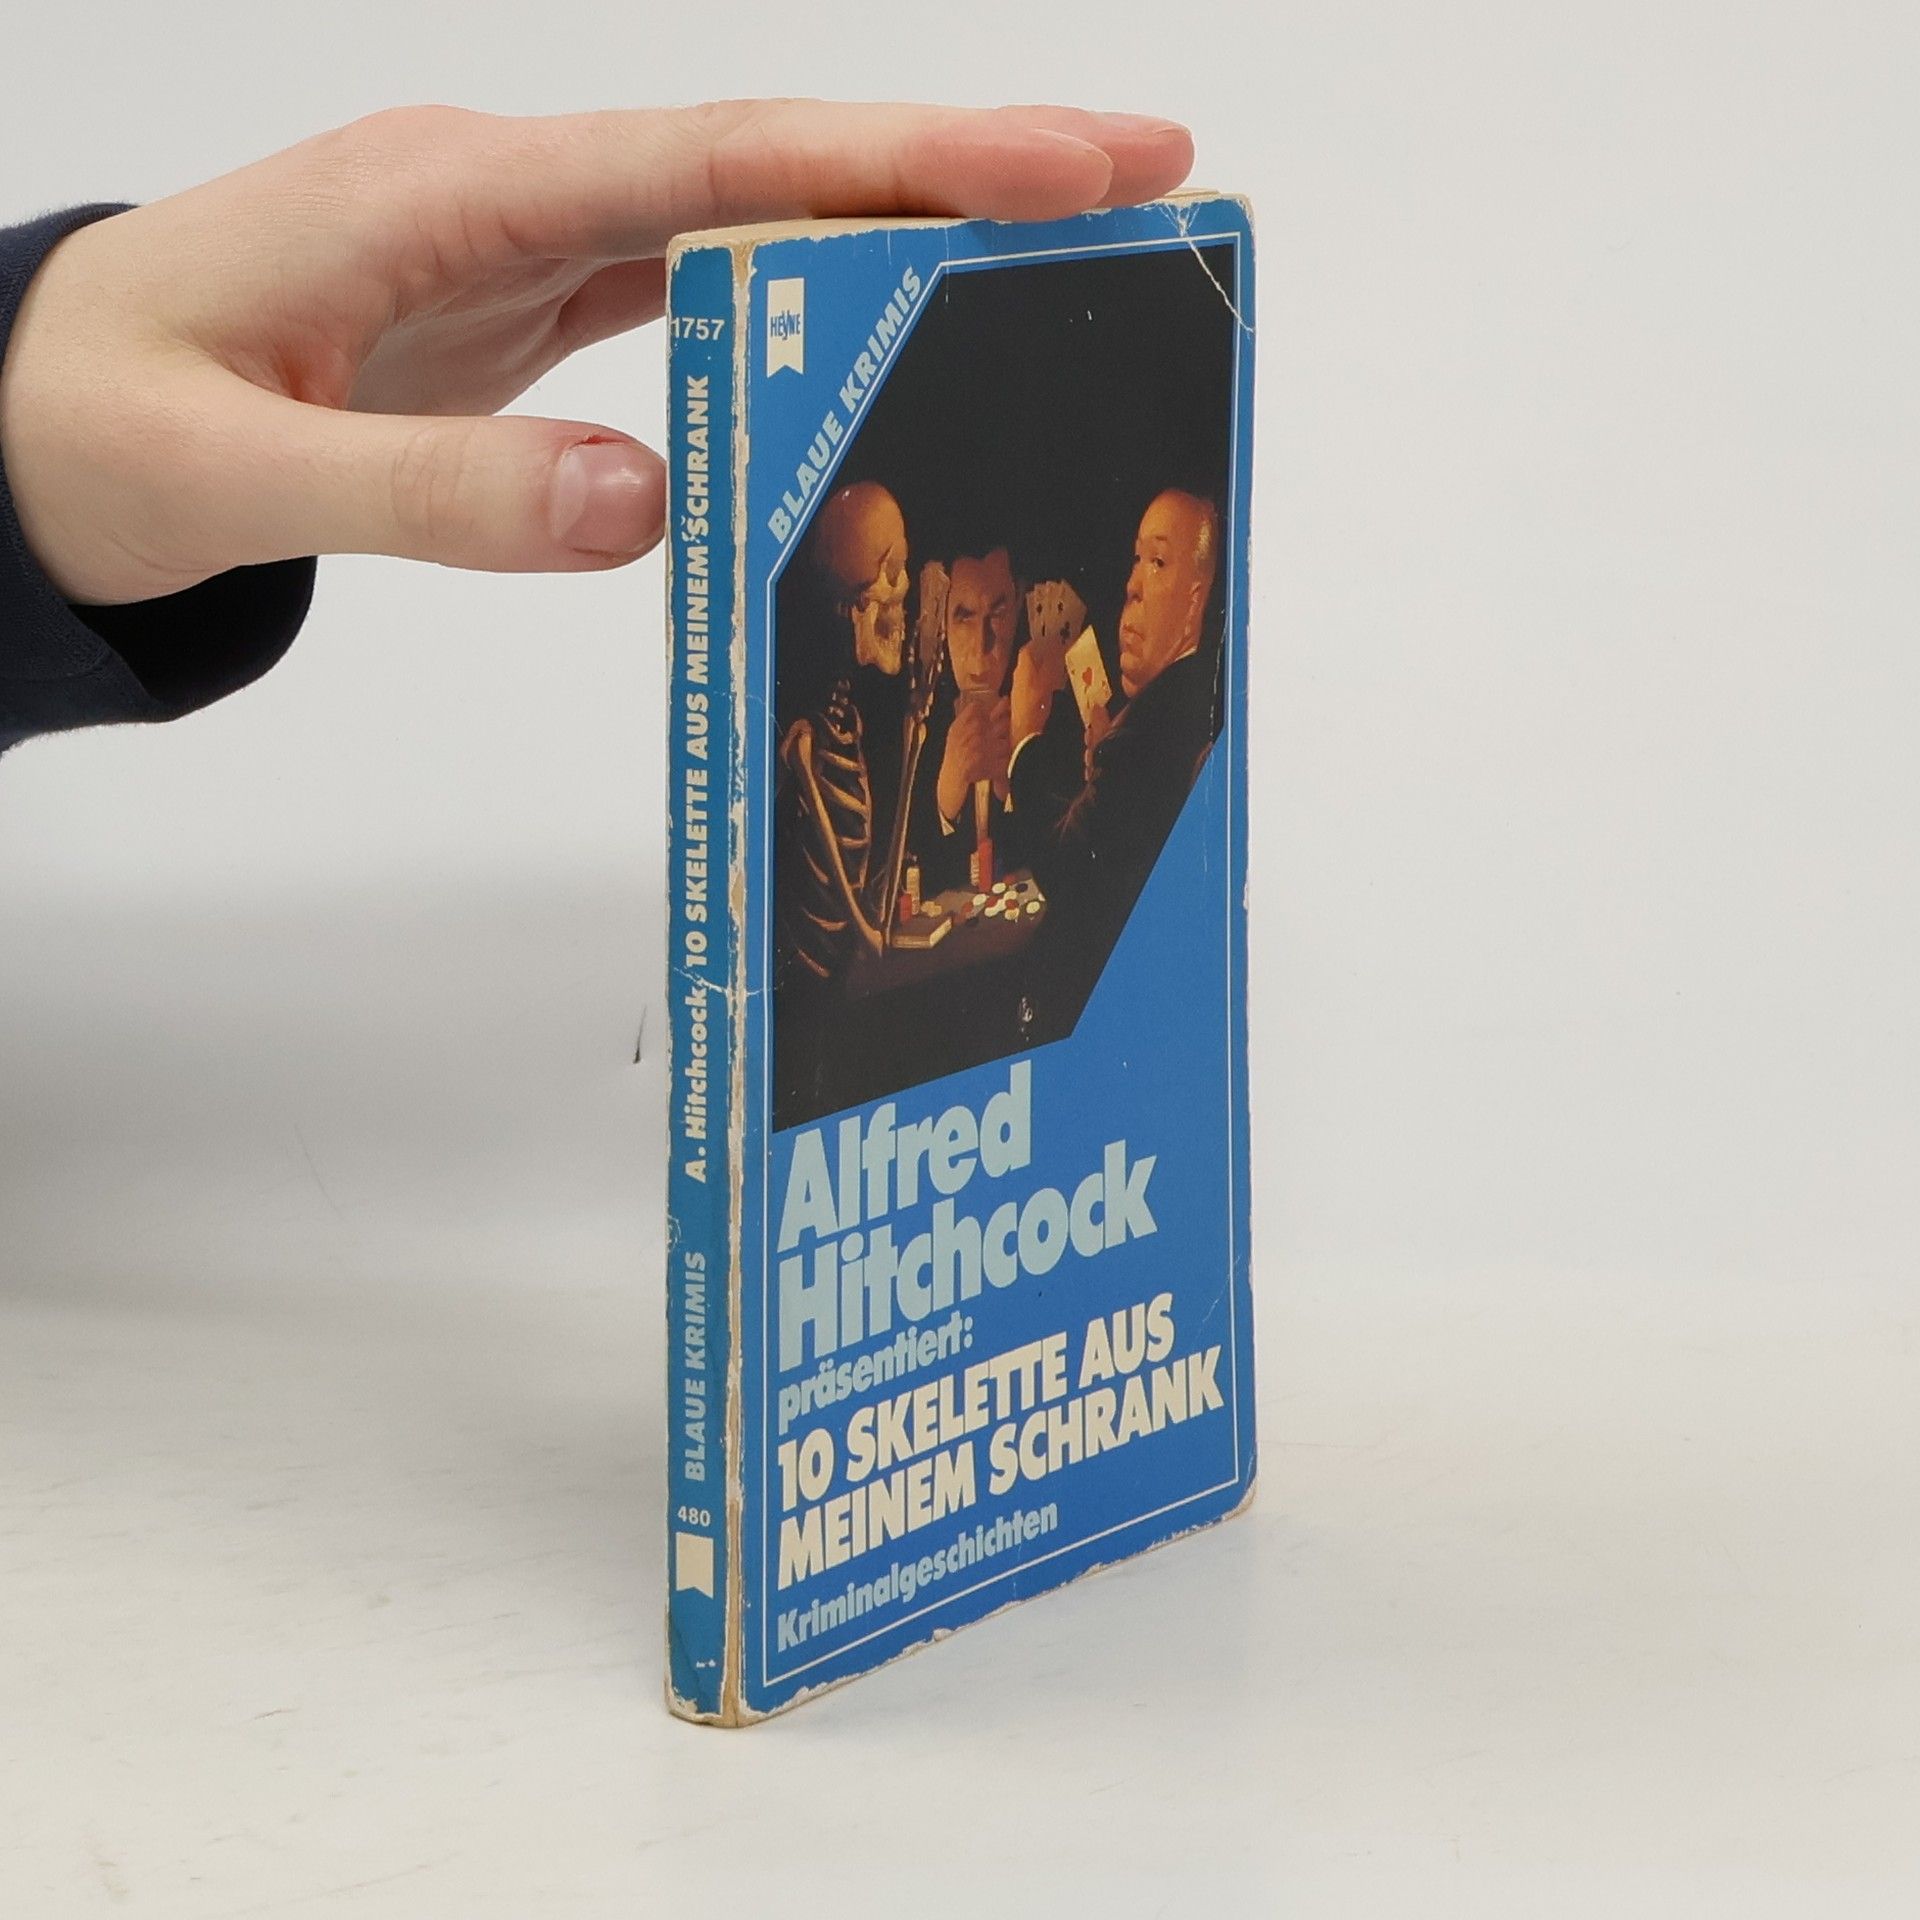 1757
A. Hitchcock 10 SKELETTE AUS MEINEM SCHRANK
BLAUE KRIMIS
480
HEYNE
BLAUE KRIMIS
Alfred
Hitchcock
präsentiert:
10 SKELETTE AUS
MEINEM SCHRANK
Kriminalgeschichten